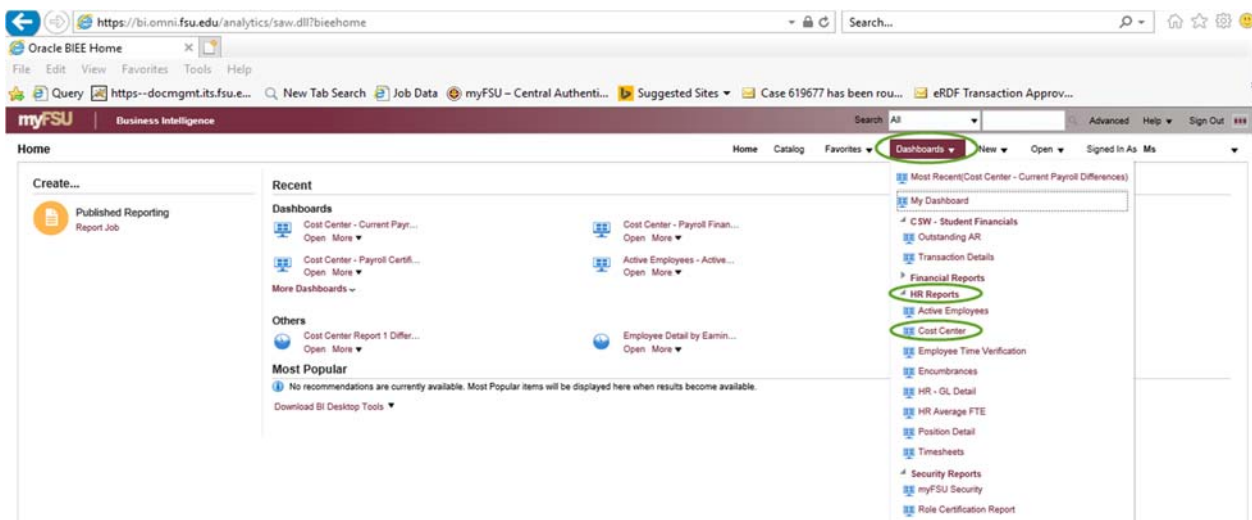 https://bi.omni.fsu.edu/analytics/saw.dll?bieehome Search...
Oracle BIEE Home
File Edit View Favorites Tools Help
Query https--docmgmt.its.fsu.e... New Tab Search Job Data myFSU – Central Authenti... Suggested Sites Case 619677 has been rou... eRDF Transaction Approv...
myFSU Business Intelligence Search All Advanced Help Sign Out
Home Home Catalog Favorites Dashboards New Open Signed In As Ms
Create...
Published Reporting
Report Job
Recent
Dashboards
Cost Center - Current Payr...
Open More
Cost Center - Payroll Finan...
Open More
Cost Center - Payroll Certifi...
Open More
Active Employees - Active...
Open More
More Dashboards
Others
Cost Center Report 1 Differ...
Open More
Employee Detail by Earnin...
Open More
Most Popular
No recommendations are currently available. Most Popular items will be displayed here when results become available.
Download BI Desktop Tools
Most Recent(Cost Center - Current Payroll Differences)
My Dashboard
CSW - Student Financials
Outstanding AR
Transaction Details
Financial Reports
HR Reports
Active Employees
Cost Center
Employee Time Verification
Encumbrances
HR - GL Detail
HR Average FTE
Position Detail
Timesheets
Security Reports
myFSU Security
Role Certification Report